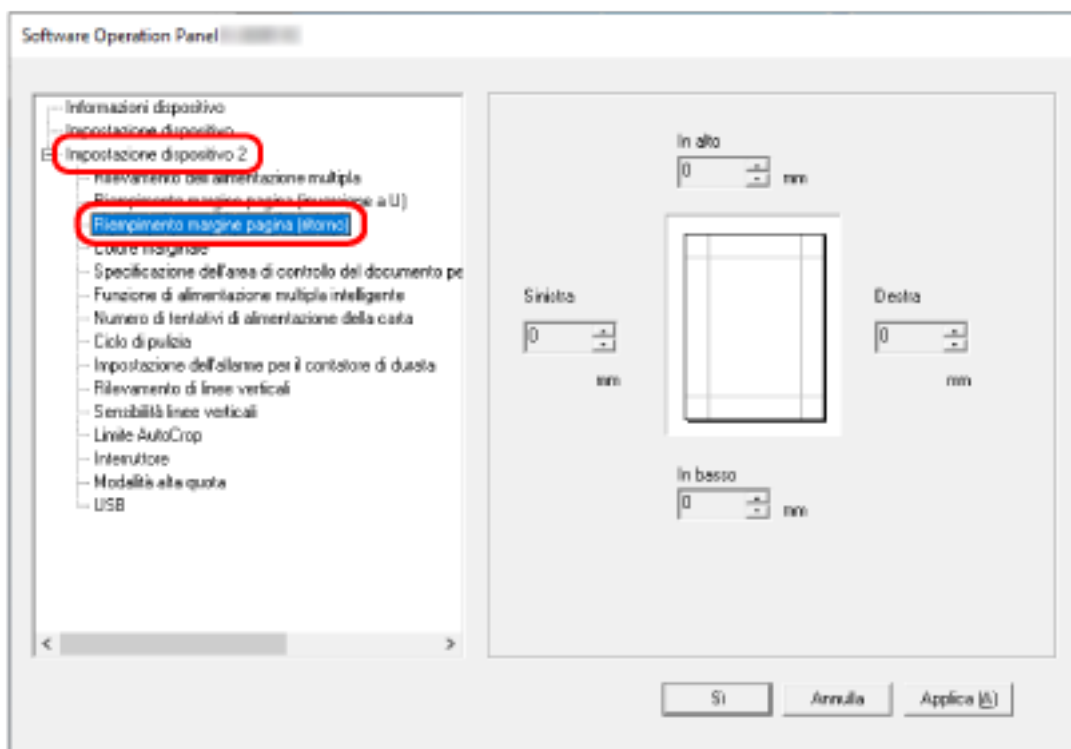 Software Operation Panel
Informazioni dispositivo
Impostazione dispositivo
Impostazione dispositivo 2
Rilevamento dell'alimentazione multipla
Riempimento margine pagina (inversione a U)
Riempimento margine pagina (ritorno)
Colore marginale
Specificazione dell'area di controllo del documento pe
Funzione di alimentazione multipla intelligente
Numero di tentativi di alimentazione della carta
Ciclo di pulizia
Impostazione dell'allarme per il contatore di durata
Rilevamento di linee verticali
Sensibilità linee verticali
Limite AutoCrop
Interruttore
Modalità alta quota
USB
In alto
0 mm
Sinistra
0
mm
Destra
0
mm
In basso
0 mm
Sì Annulla Applica (A)